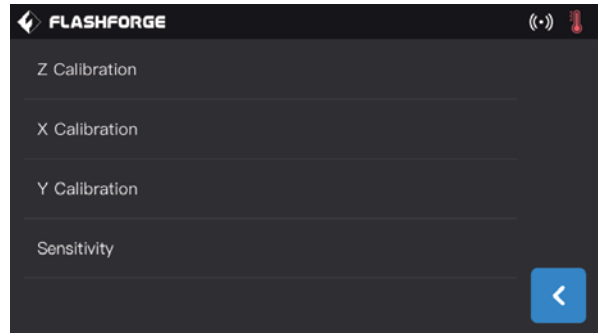 FLASHFORGE
Z Calibration
X Calibration
Y Calibration
Sensitivity